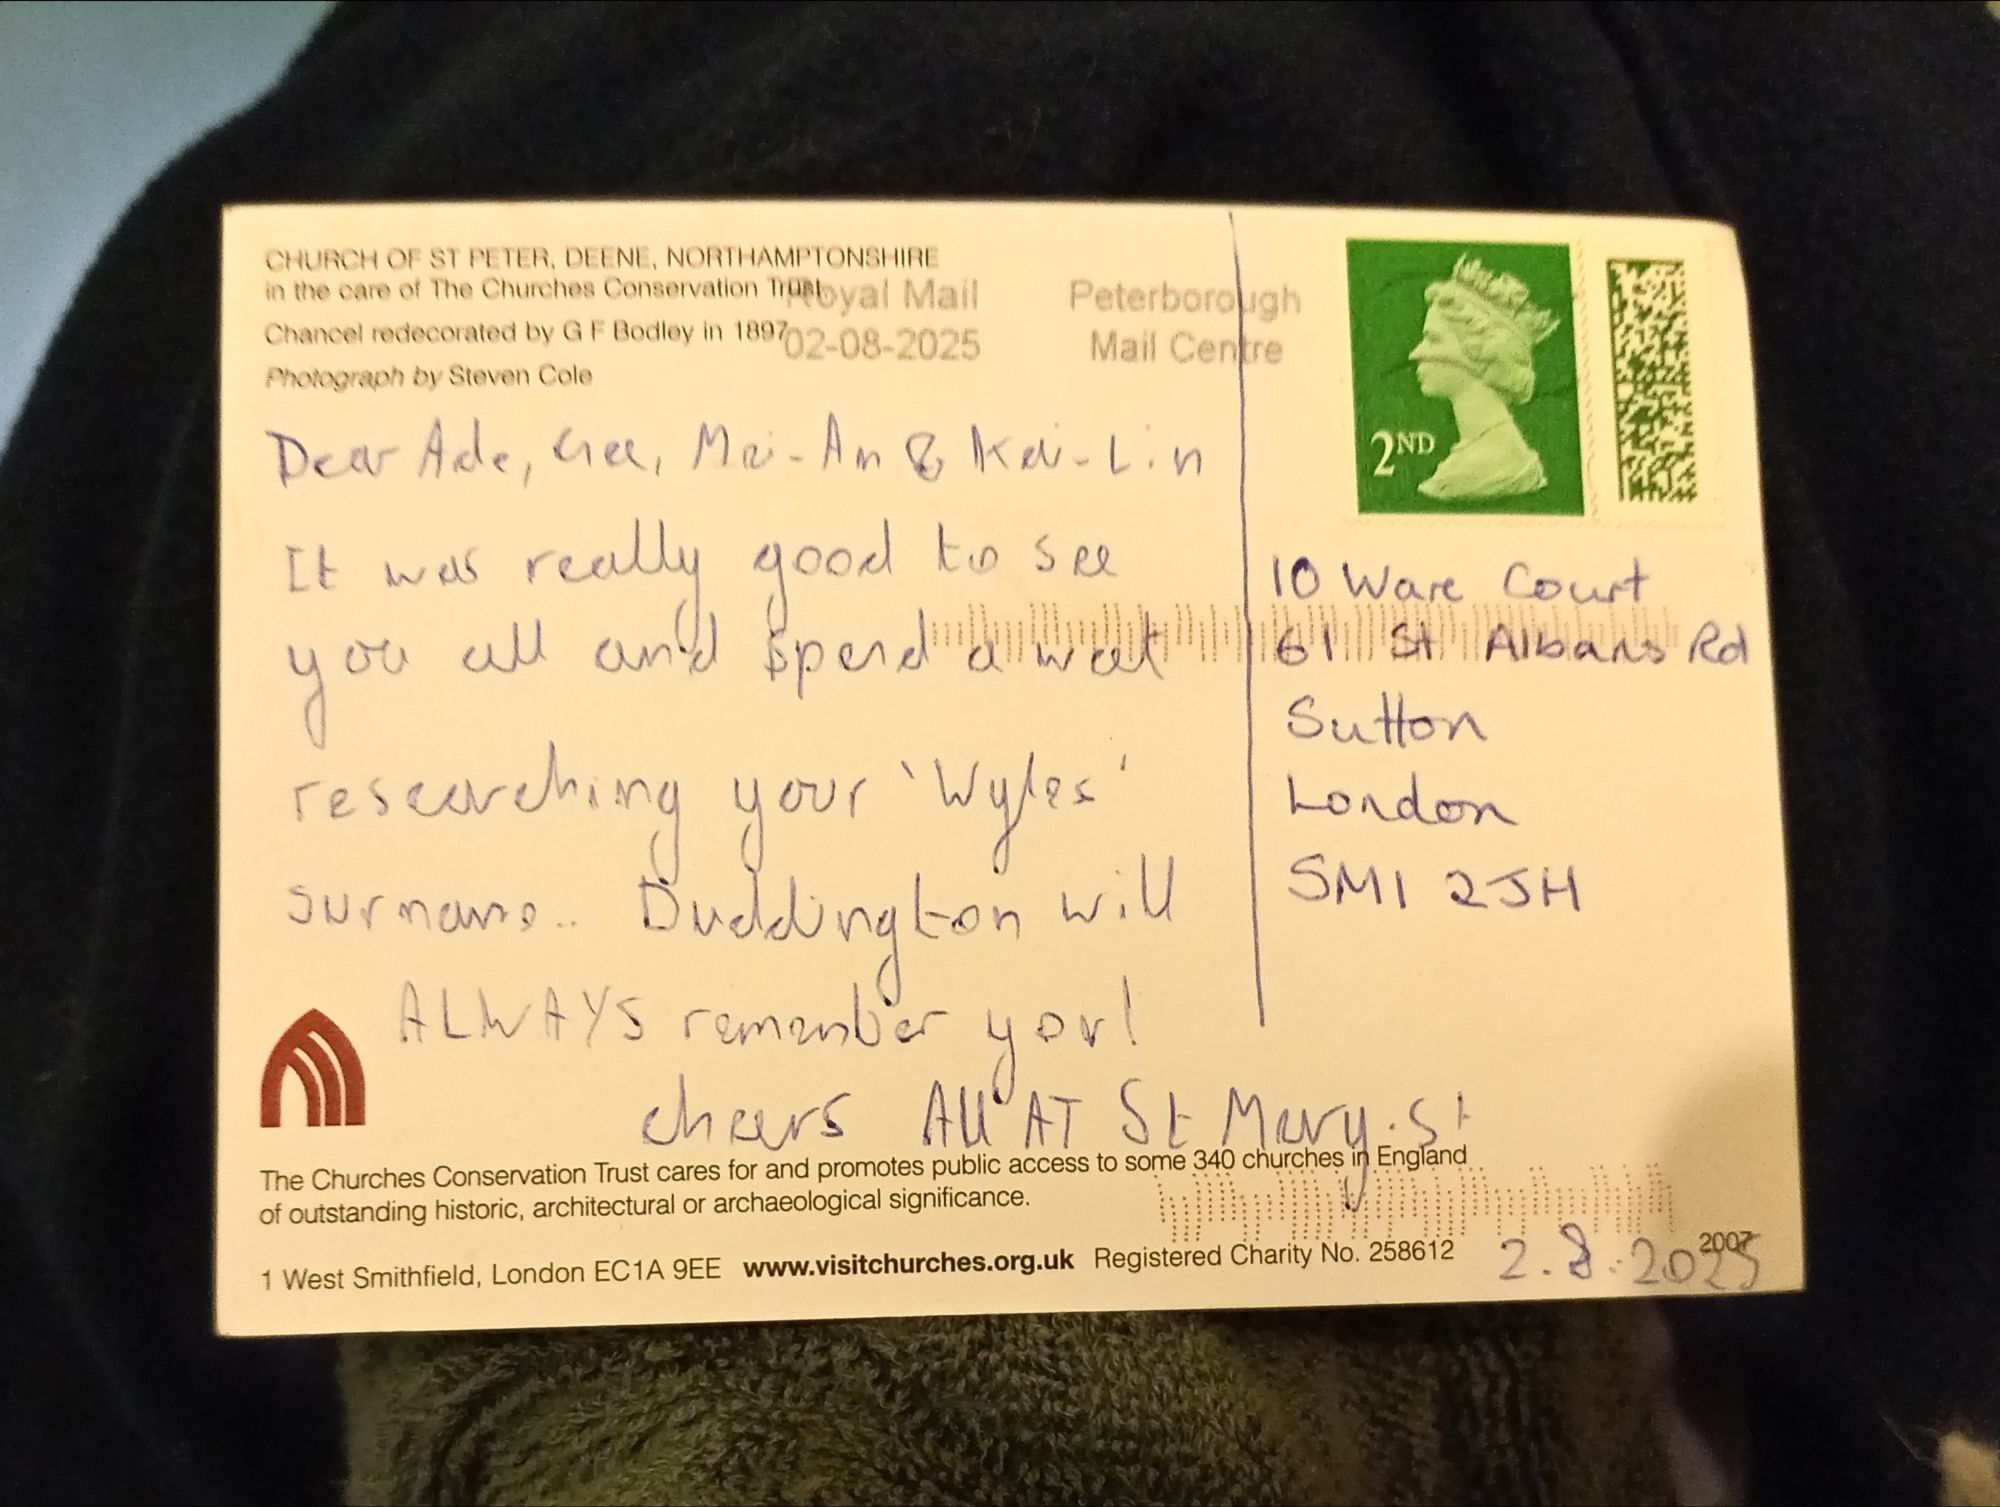 CHURCH OF ST PETER, DEENE, NORTHAMPTONSHIRE
in the care of The Churches Conservation Trust
Chancel redecorated by G F Bodley in 1897
Photograph by Steven Cole
Royal Mail
02-08-2025
Peterborough
Mail Centre
2ND
Dear Ade, Gee, Mai-An & Kai-Lin
It was really good to see
you all and spend a wet
researching your 'Wyles'
surname.. Duddington will
ALWAYS remember you!
cheers All AT St Mary.St
10 Ware Court
61 St Albans Rd
Sutton
London
SM1 2JH
The Churches Conservation Trust cares for and promotes public access to some 340 churches in England
of outstanding historic, architectural or archaeological significance.
1 West Smithfield, London EC1A 9EE www.visitchurches.org.uk Registered Charity No. 258612
2007
2.8.2025